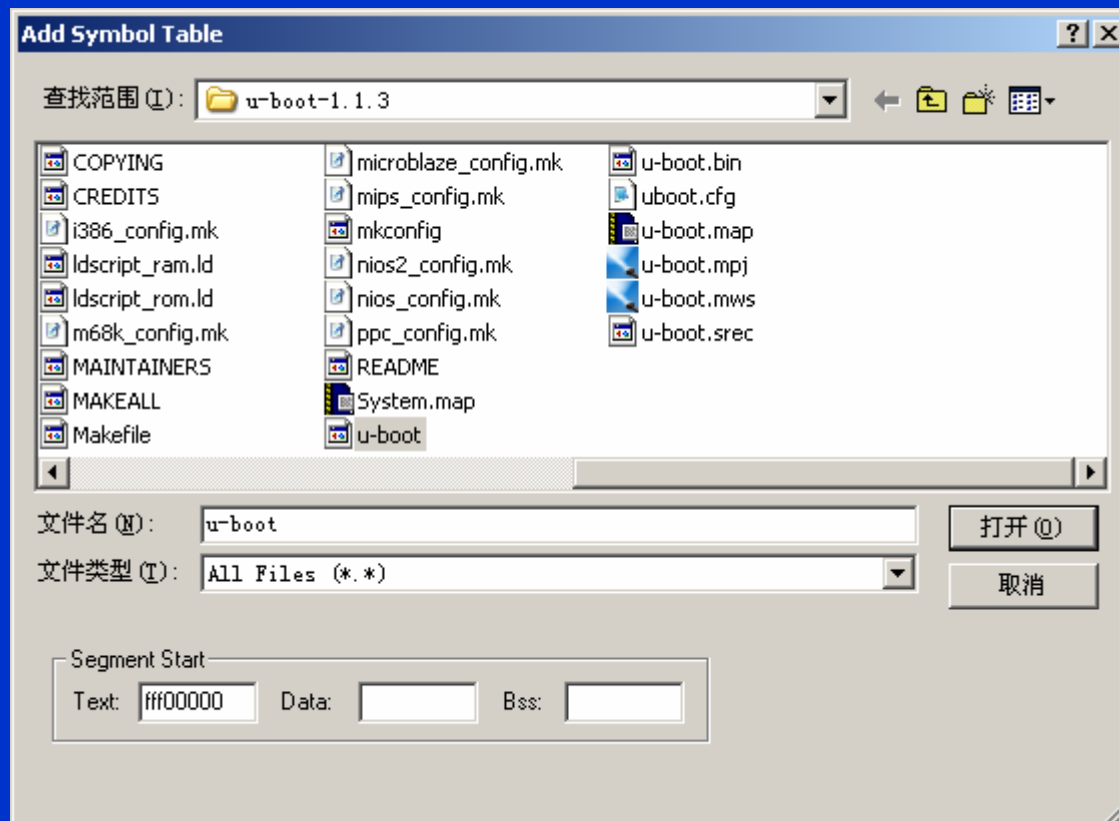 Add Symbol Table
查找范围(I): u-boot-1.1.3
COPYING
CREDITS
i386_config.mk
ldscript_ram.ld
ldscript_rom.ld
m68k_config.mk
MAINTAINERS
MAKEALL
Makefile
microblaze_config.mk
mips_config.mk
mkconfig
nios2_config.mk
nios_config.mk
ppc_config.mk
README
System.map
u-boot
u-boot.bin
uboot.cfg
u-boot.map
u-boot.mpj
u-boot.mws
u-boot.srec
文件名(N): u-boot 打开(O)
文件类型(T): All Files (*.*) 取消
Segment Start
Text: fff00000 Data: Bss: